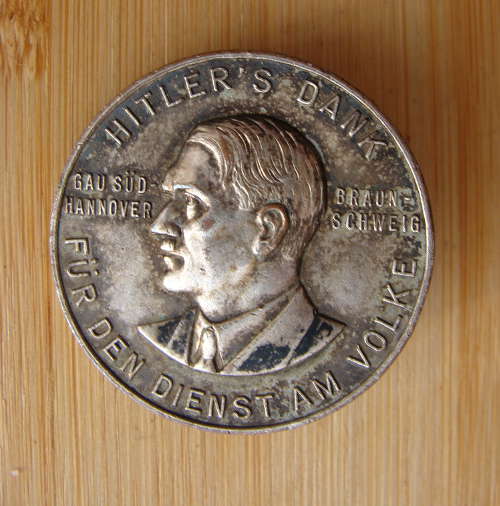 HITLER'S DANK
GAU SÜD-
HANNOVER
BRAUN-
SCHWEIG
FÜR DEN DIENST AM VOLKE